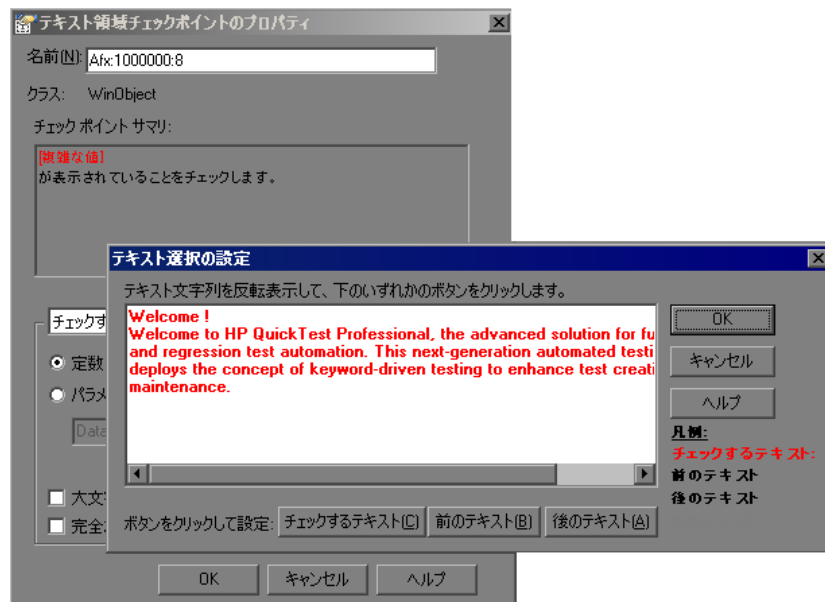 テキスト領域チェックポイントのプロパティ
名前(N): Afx:1000000:8
クラス: WinObject
チェック ポイント サマリ:
[複雑な値]
が表示されていることをチェックします。
テキスト選択の設定
テキスト文字列を反転表示して、下のいずれかのボタンをクリックします。
Welcome !
Welcome to HP QuickTest Professional, the advanced solution for fu
and regression test automation. This next-generation automated testi
deploys the concept of keyword-driven testing to enhance test creati
maintenance.
OK
キャンセル
ヘルプ
凡例:
チェックするテキスト:
前のテキスト
後のテキスト
ボタンをクリックして設定: チェックするテキスト(C) 前のテキスト(B) 後のテキスト(A)
チェックす
定数
パラメ
Data
大文
完全
OK キャンセル ヘルプ